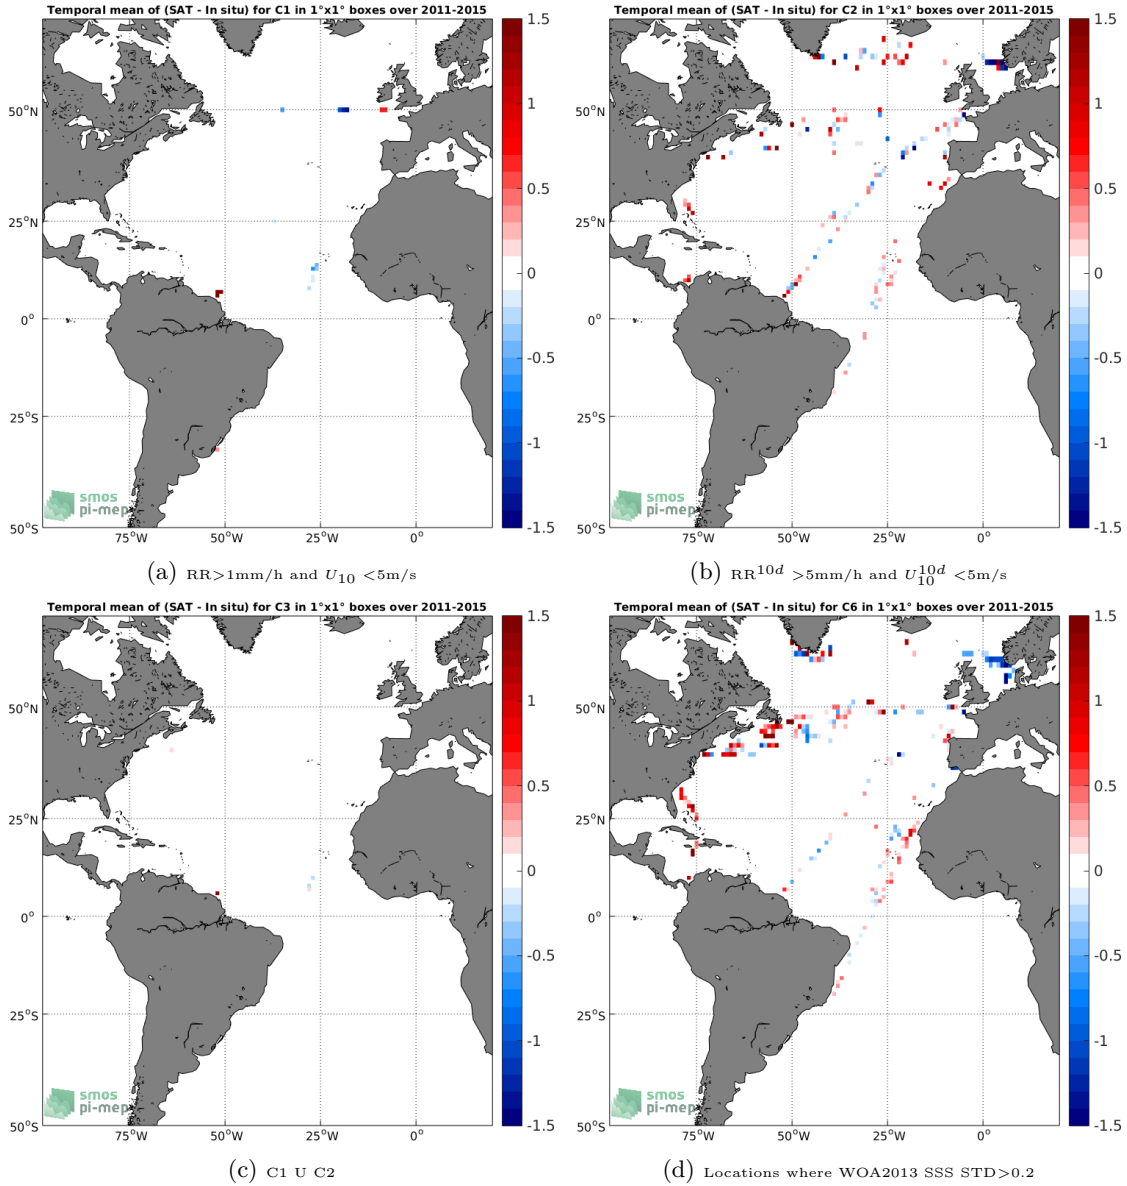 Temporal mean of (SAT - In situ) for C1 in 1°x1° boxes over 2011-2015
50°N
25°N
0°
25°S
50°S
75°W
50°W
25°W
0°
1.5
1
0.5
0
-0.5
-1
-1.5
smos
pi-mep
(a) RR>1mm/h and U10 <5m/s
Temporal mean of (SAT - In situ) for C2 in 1°x1° boxes over 2011-2015
50°N
25°N
0°
25°S
50°S
75°W
50°W
25°W
0°
1.5
1
0.5
0
-0.5
-1
-1.5
smos
pi-mep
(b) RR^10d >5mm/h and U_10^10d <5m/s
Temporal mean of (SAT - In situ) for C3 in 1°x1° boxes over 2011-2015
50°N
25°N
0°
25°S
50°S
75°W
50°W
25°W
0°
1.5
1
0.5
0
-0.5
-1
-1.5
smos
pi-mep
(c) C1 U C2
Temporal mean of (SAT - In situ) for C6 in 1°x1° boxes over 2011-2015
50°N
25°N
0°
25°S
50°S
75°W
50°W
25°W
0°
1.5
1
0.5
0
-0.5
-1
-1.5
smos
pi-mep
(d) Locations where WOA2013 SSS STD>0.2